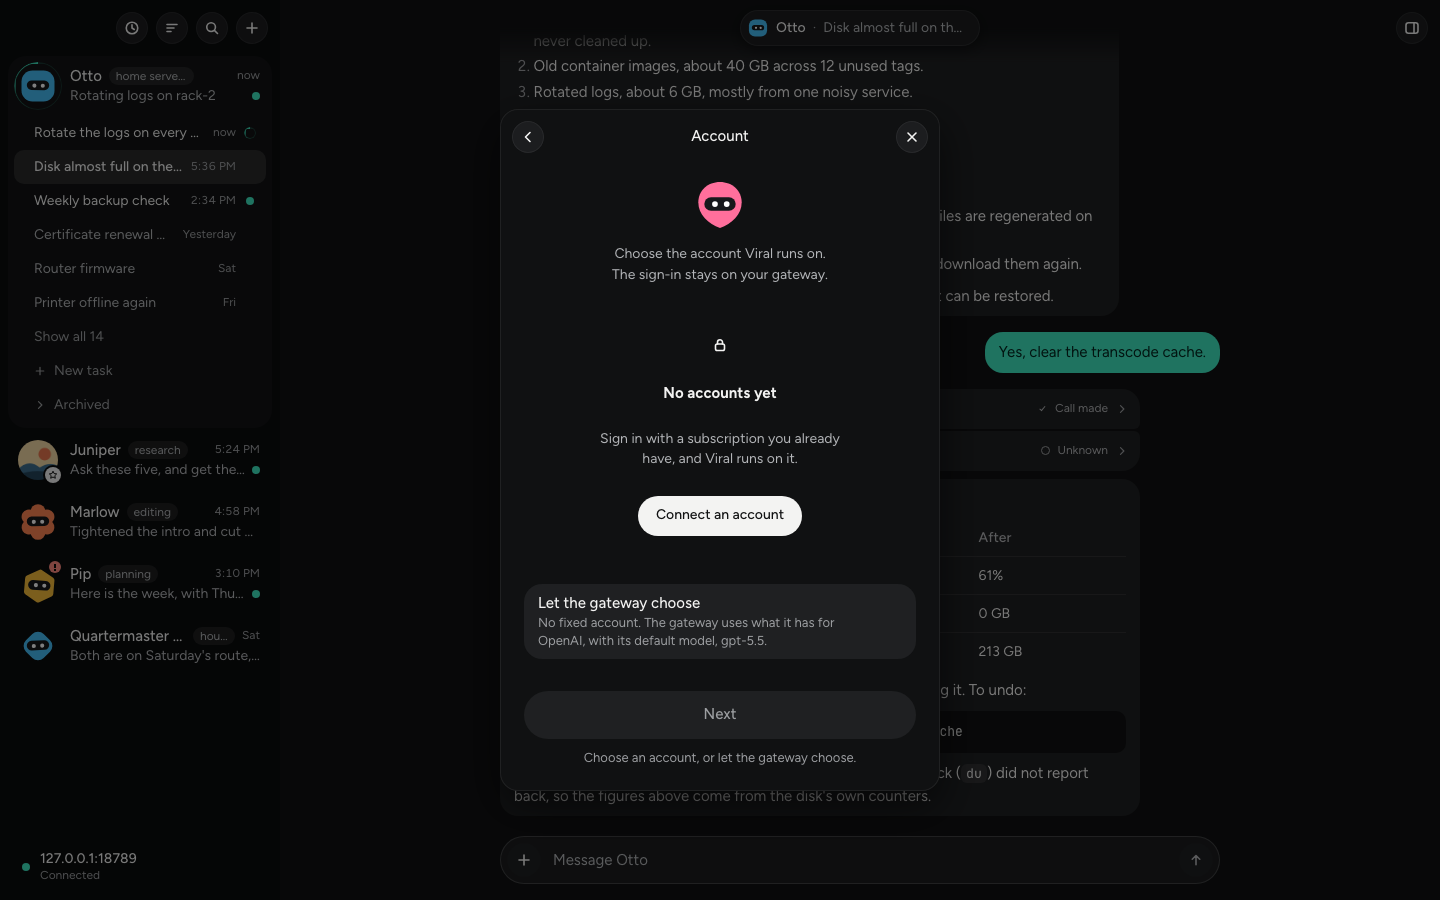 Otto · Disk almost full on th...
Otto home serve... now
Rotating logs on rack-2
Rotate the logs on every ... now
Disk almost full on the... 5:36 PM
Weekly backup check 2:34 PM
Certificate renewal ... Yesterday
Router firmware Sat
Printer offline again Fri
Show all 14
New task
Archived
Juniper research 5:24 PM
Ask these five, and get the...
Marlow editing 4:58 PM
Tightened the intro and cut ...
Pip planning 3:10 PM
Here is the week, with Thu...
Quartermaster ... hou... Sat
Both are on Saturday's route,...
127.0.0.1:18789
Connected
never cleaned up.
2. Old container images, about 40 GB across 12 unused tags.
3. Rotated logs, about 6 GB, mostly from one noisy service.
iles are regenerated on
download them again.
can be restored.
Yes, clear the transcode cache.
Call made
Unknown
After
61%
0 GB
213 GB
g it. To undo:
che
ck ( du ) did not report
back, so the figures above come from the disk's own counters.
Message Otto
Account
Choose the account Viral runs on.
The sign-in stays on your gateway.
No accounts yet
Sign in with a subscription you already
have, and Viral runs on it.
Connect an account
Let the gateway choose
No fixed account. The gateway uses what it has for
OpenAI, with its default model, gpt-5.5.
Next
Choose an account, or let the gateway choose.